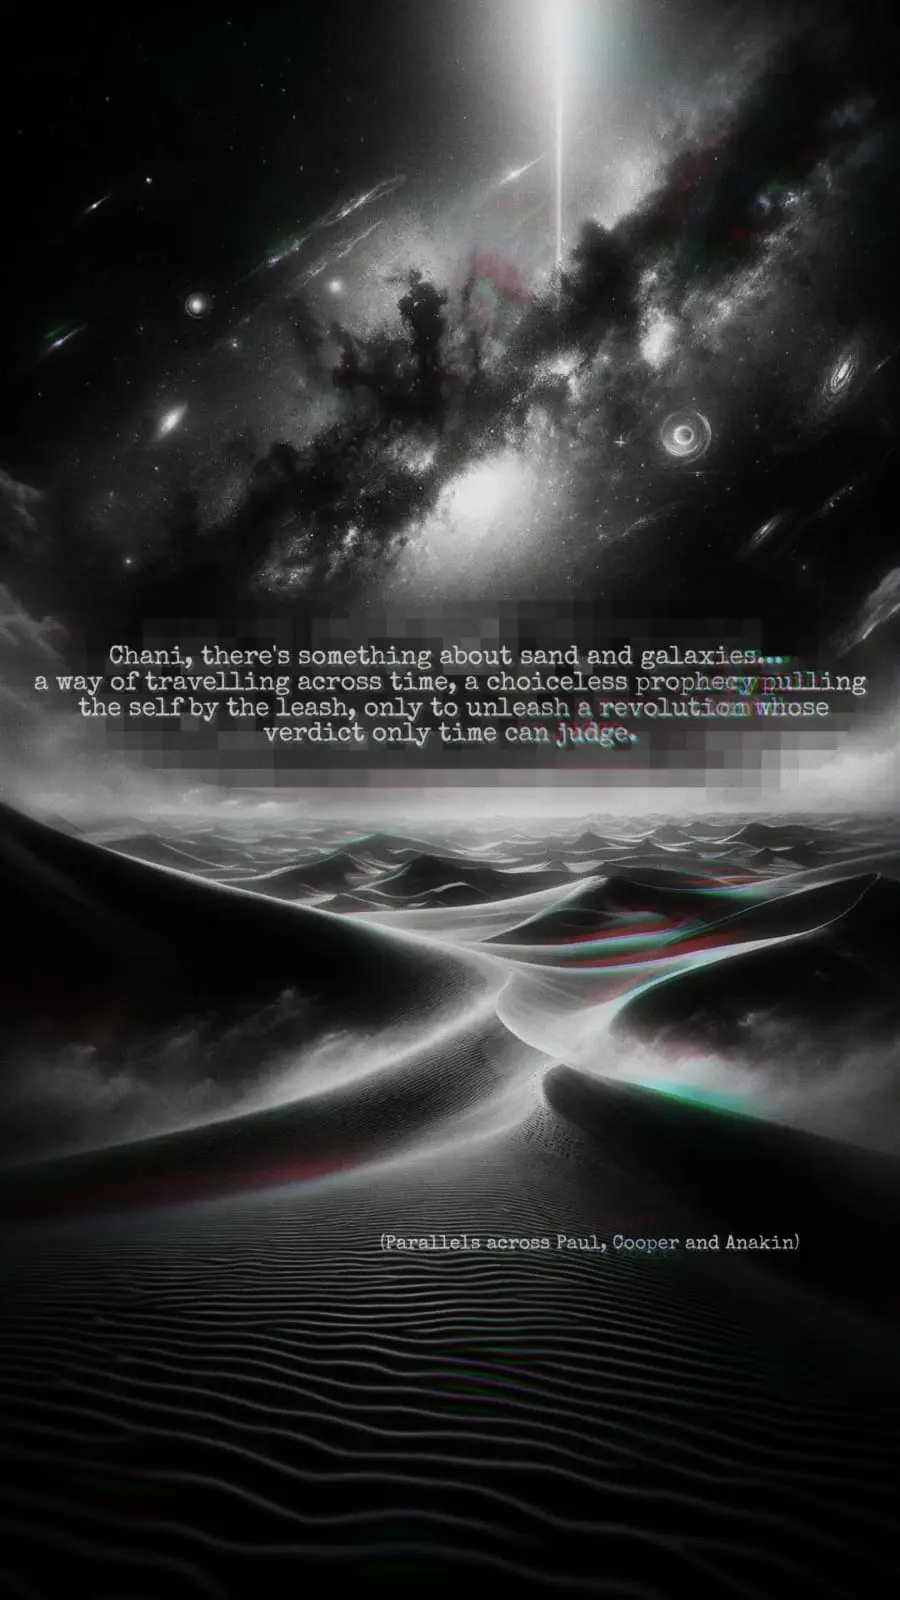 Chani, there's something about sand and galaxies...
a way of travelling across time, a choiceless prophecy pulling
the self by the leash, only to unleash a revolution whose
verdict only time can judge.
(Parallels across Paul, Cooper and Anakin)